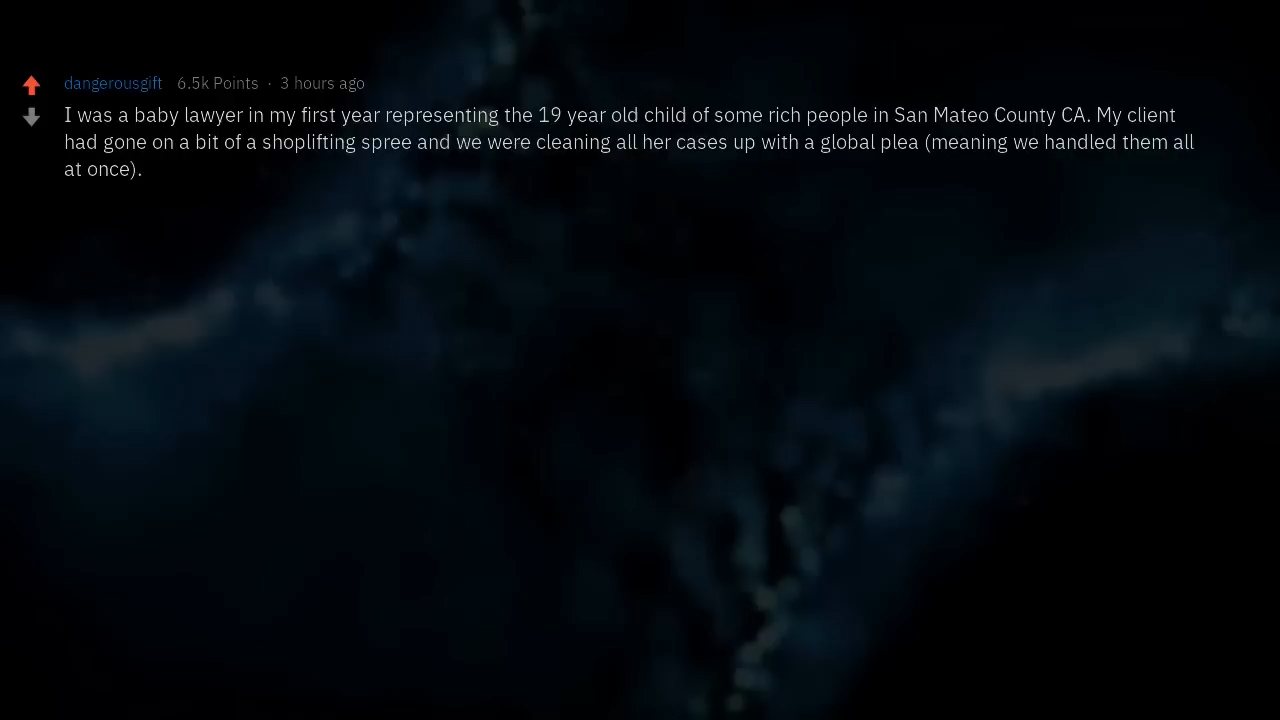 dangerousgift 6.5k Points · 3 hours ago
I was a baby lawyer in my first year representing the 19 year old child of some rich people in San Mateo County CA. My client
had gone on a bit of a shoplifting spree and we were cleaning all her cases up with a global plea (meaning we handled them all
at once).